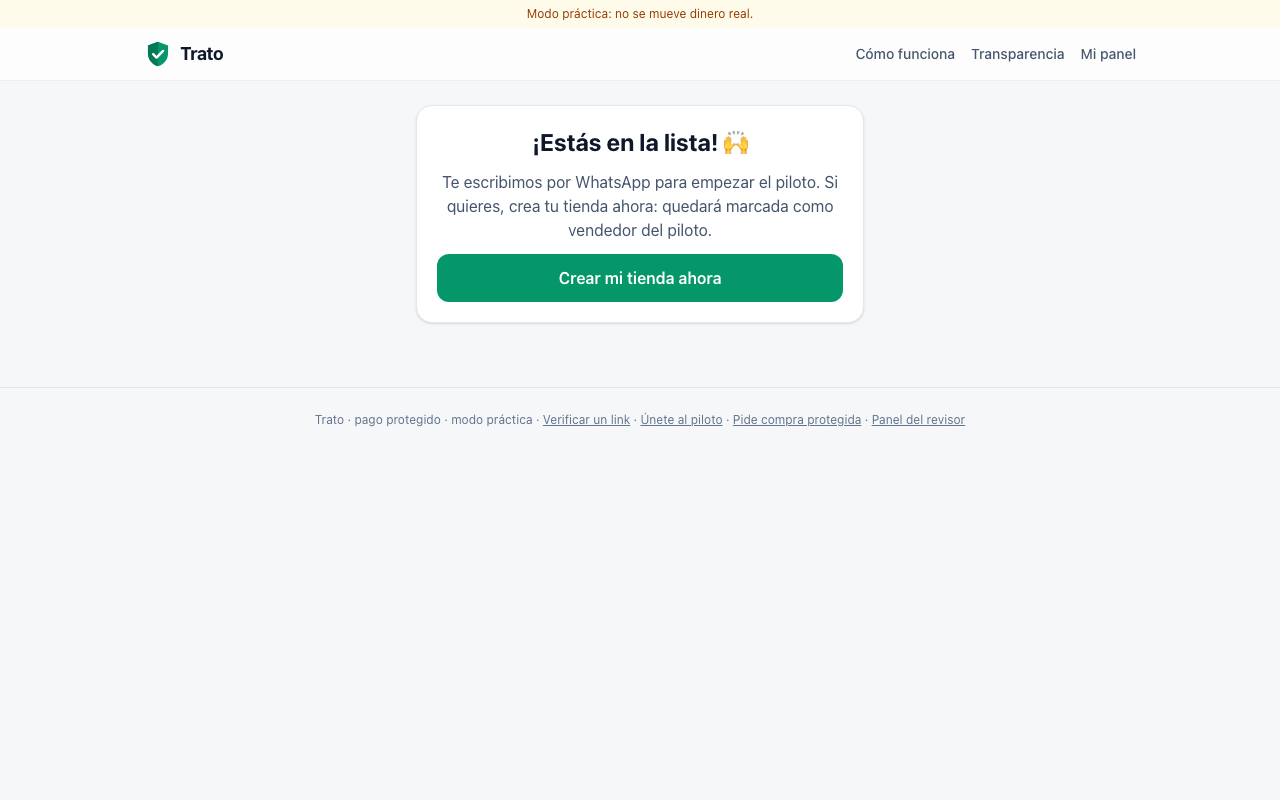 Modo práctica: no se mueve dinero real.
Trato
Cómo funciona Transparencia Mi panel
¡Estás en la lista! 🙌
Te escribimos por WhatsApp para empezar el piloto. Si
quieres, crea tu tienda ahora: quedará marcada como
vendedor del piloto.
Crear mi tienda ahora
Trato · pago protegido · modo práctica · Verificar un link · Únete al piloto · Pide compra protegida · Panel del revisor